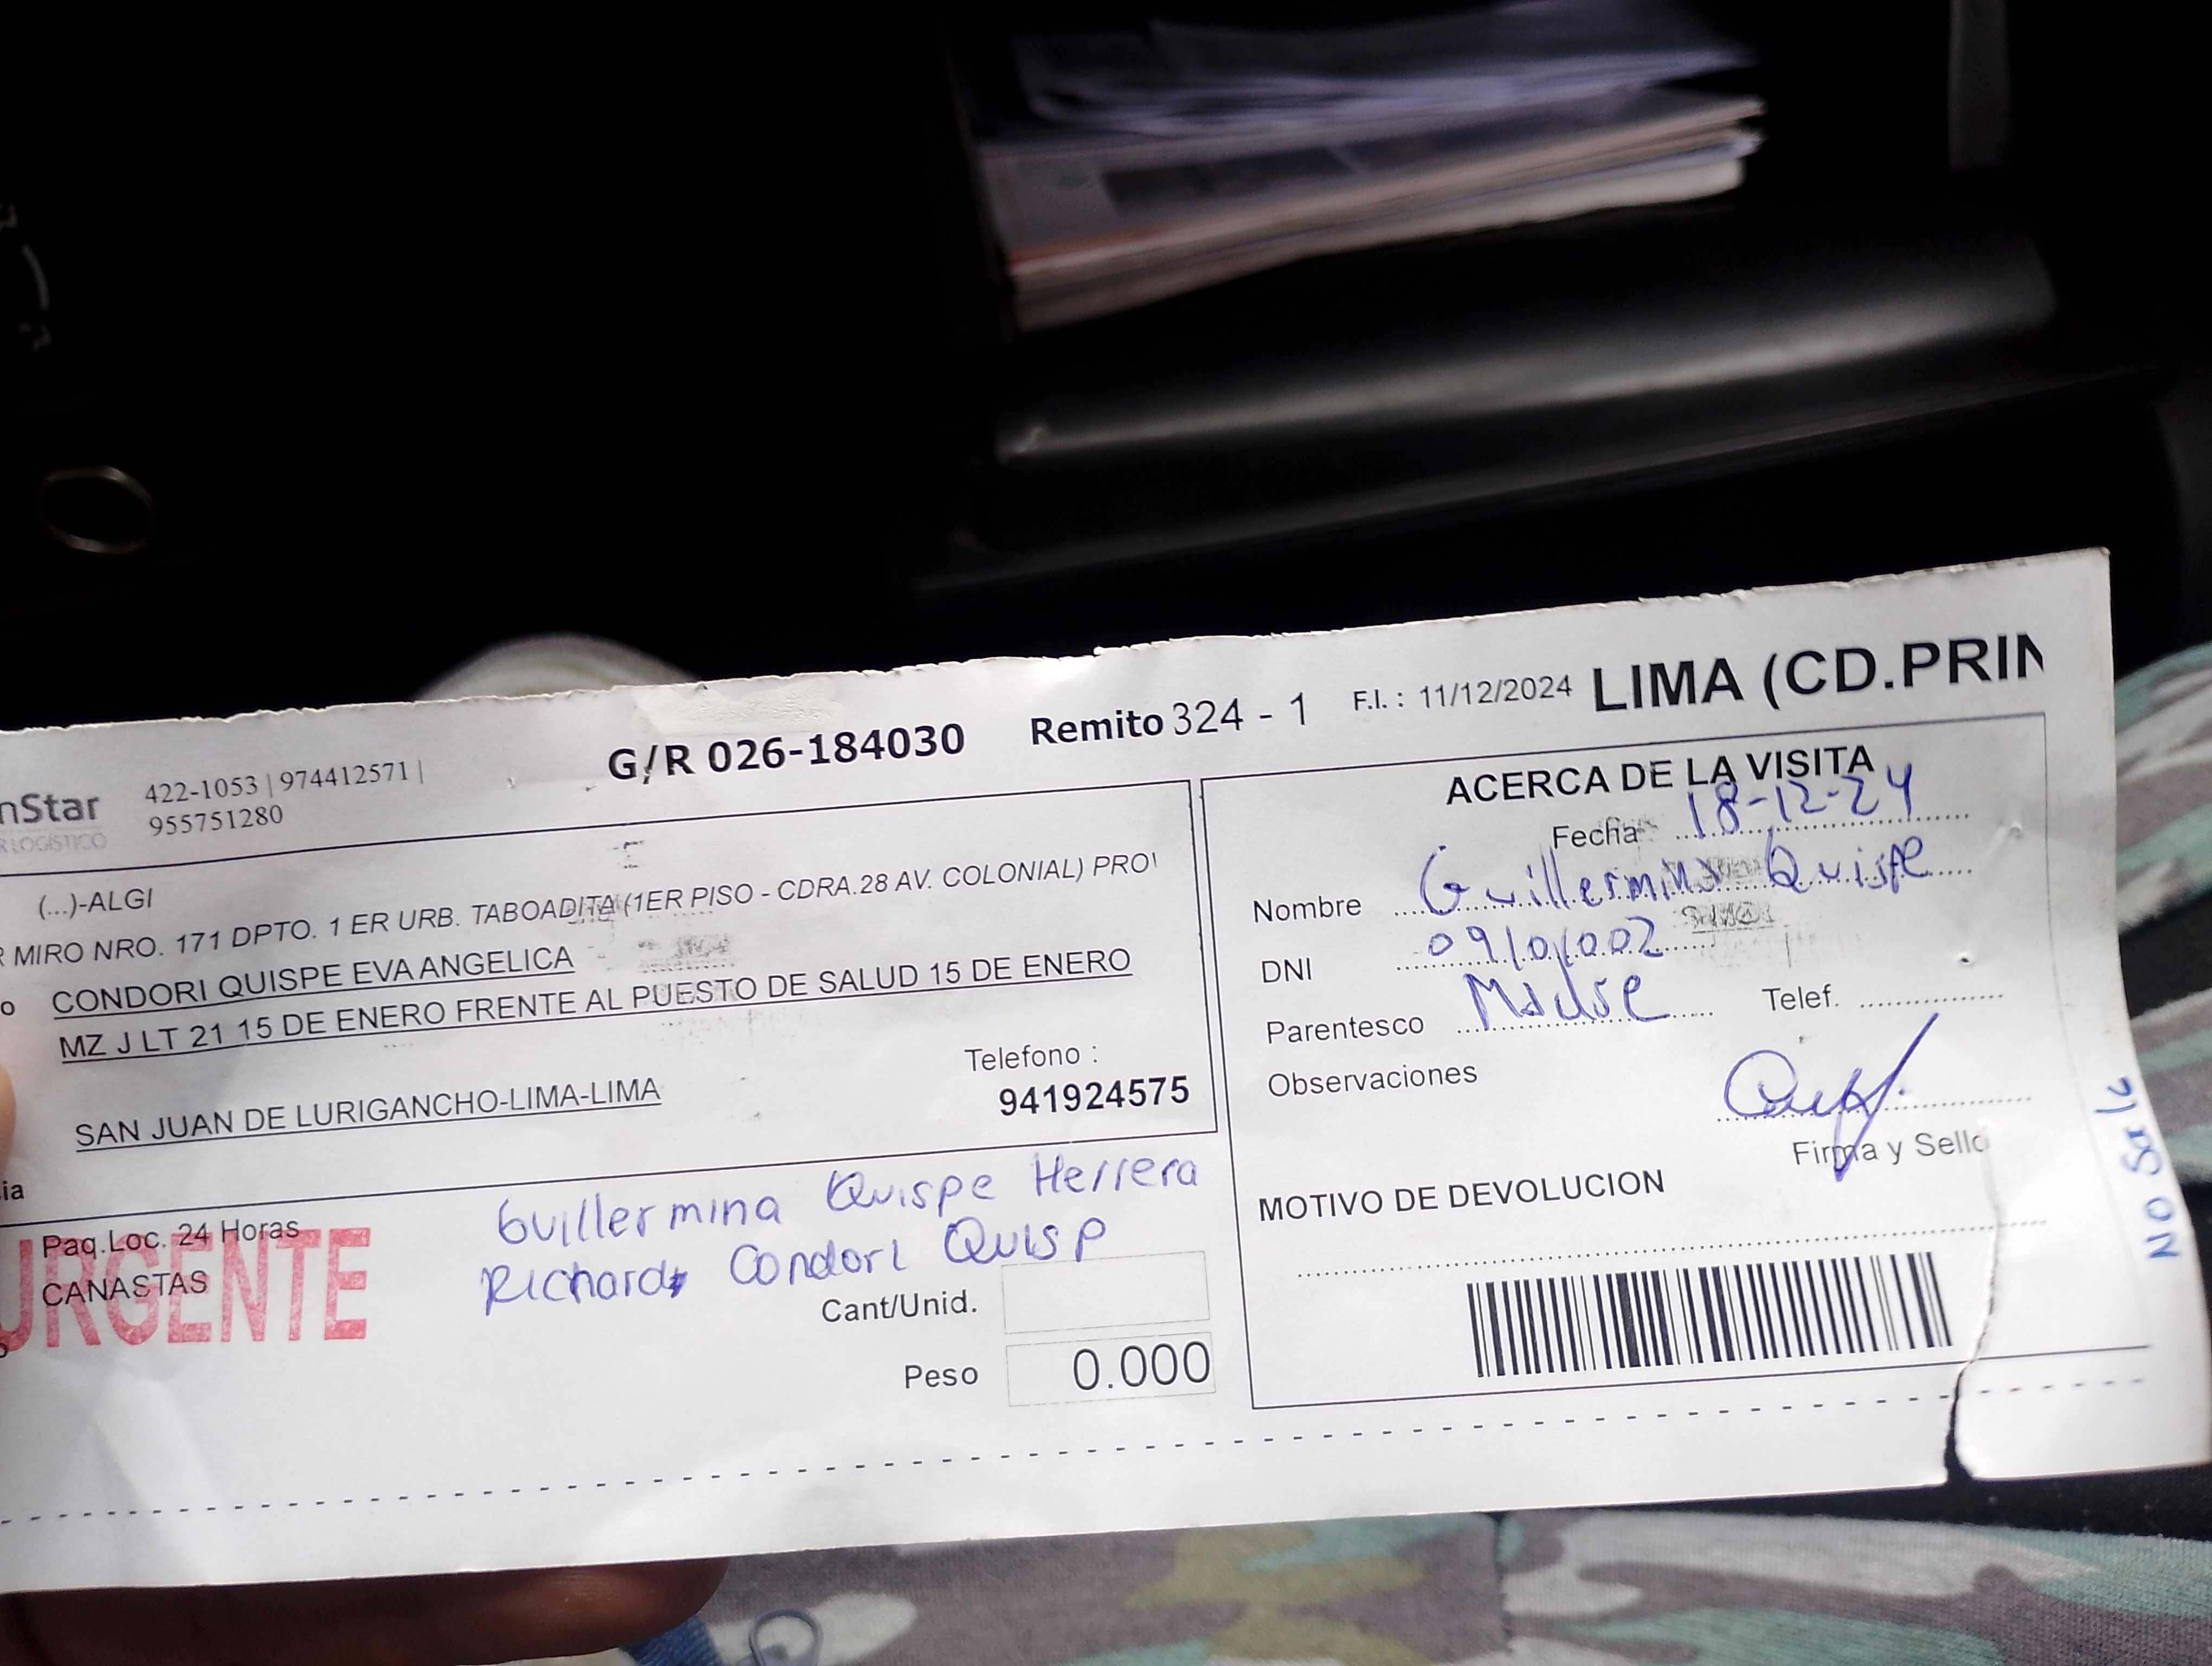 G/R 026-184030 Remito 324 - 1 F.I. : 11/12/2024 LIMA (CD.PRIN
nStar 422-1053 | 974412571 |
955751280
R LOGÍSTICO
(...)-ALGI
R MIRO NRO. 171 DPTO. 1 ER URB. TABOADITA (1ER PISO - CDRA.28 AV. COLONIAL) PRO
o CONDORI QUISPE EVA ANGELICA
MZ J LT 21 15 DE ENERO FRENTE AL PUESTO DE SALUD 15 DE ENERO
Telefono :
941924575
SAN JUAN DE LURIGANCHO-LIMA-LIMA
ia
Paq.Loc. 24 Horas
CANASTAS
URGENTE
Guillermina Quispe Herrera
Richard Condori Quisp
Cant/Unid.
Peso 0.000
ACERCA DE LA VISITA
Fecha 18-12-24
Nombre Guillermina Quispe
DNI
Parentesco Madre Telef.
Observaciones
Firma y Sello
MOTIVO DE DEVOLUCION
NO Sale